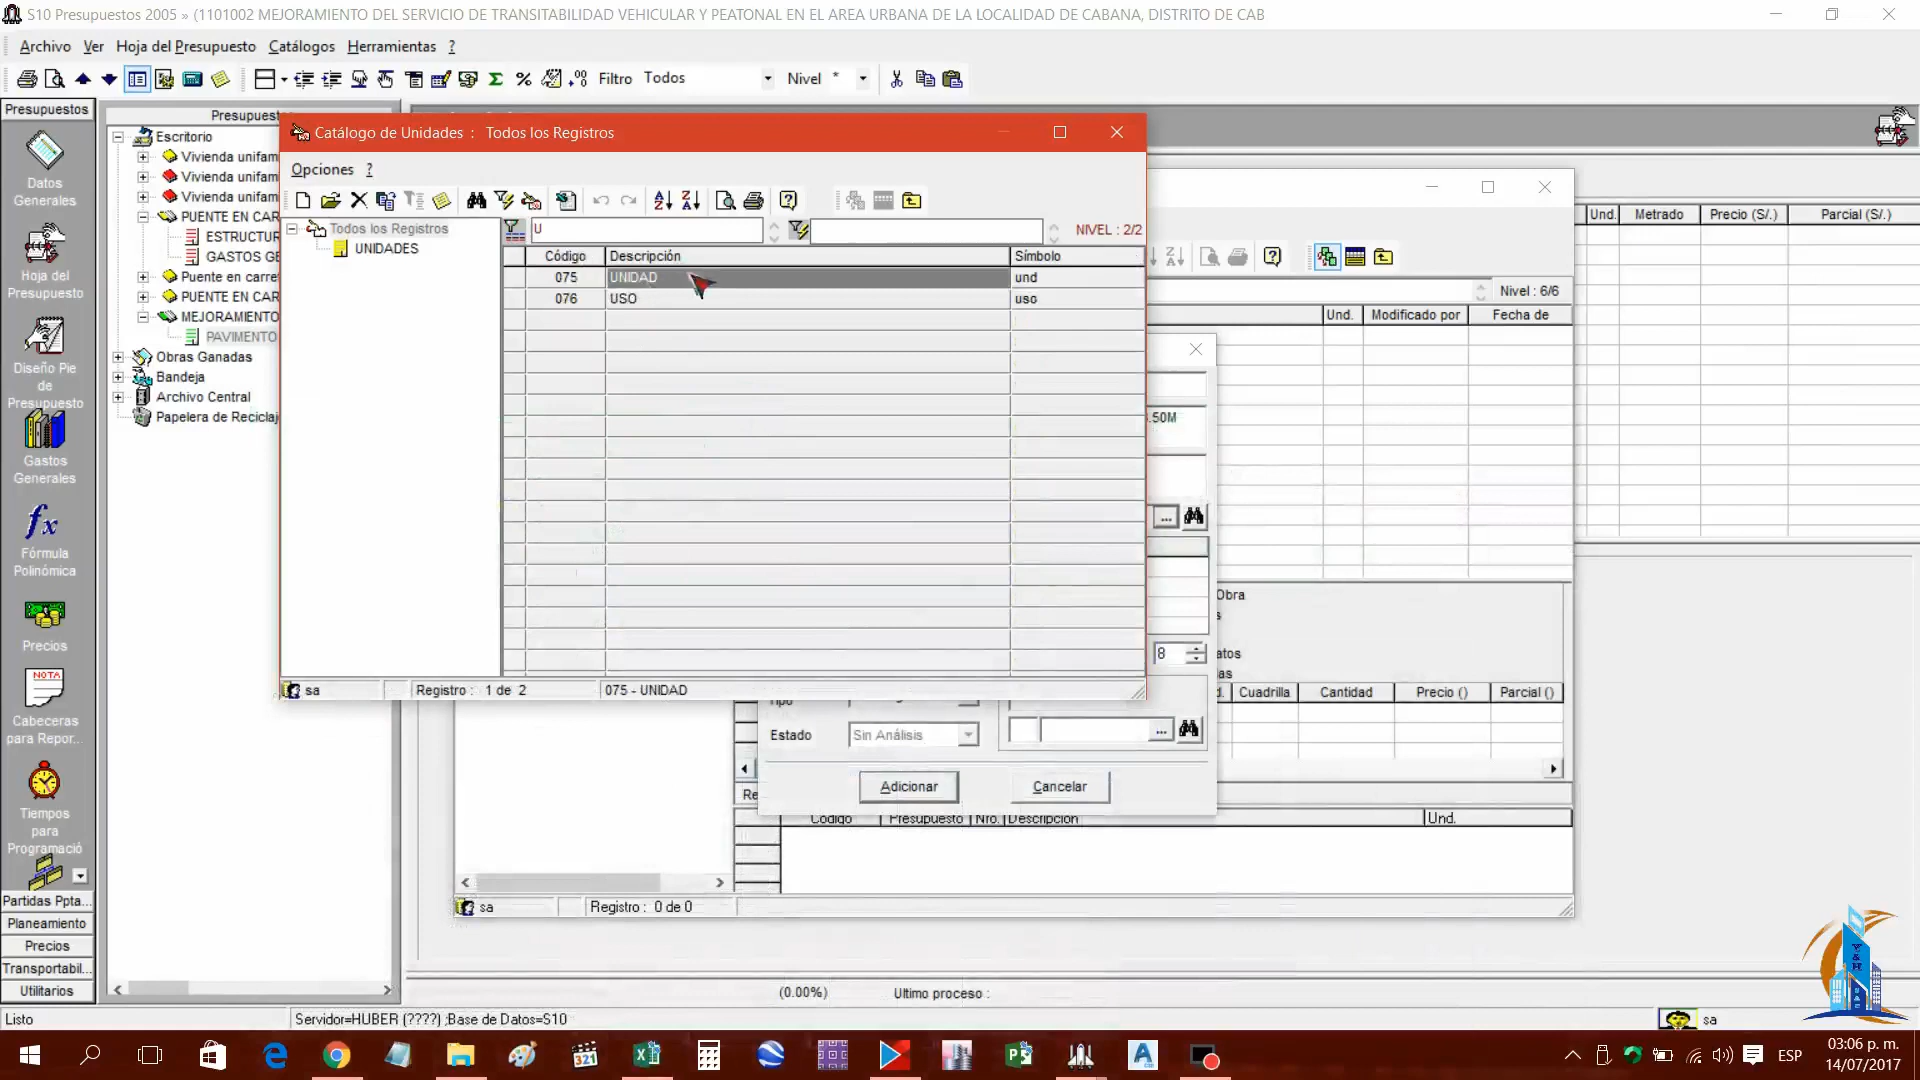 S10 Presupuestos 2005 » (1101002 MEJORAMIENTO DEL SERVICIO DE TRANSITABILIDAD VEHICULAR Y PEATONAL EN EL AREA URBANA DE LA LOCALIDAD DE CABANA, DISTRITO DE CAB
Archivo Ver Hoja del Presupuesto Catálogos Herramientas ?
Filtro Todos Nivel *
Presupuestos
Datos
Generales
Hoja del
Presupuesto
Diseño Pie
de
Presupuesto
Gastos
Generales
Fórmula
Polinómica
Precios
NOTA
Cabeceras
para Repor...
Tiempos
para
Programació
Partidas Ppta...
Planeamiento
Precios
Transportabil...
Utilitarios
Presupuest
Escritorio
Vivienda unifam
Vivienda unifam
Vivienda unifam
PUENTE EN CAR
ESTRUCTUR
GASTOS GE
Puente en carre
PUENTE EN CAR
MEJORAMIENTO
PAVIMENTO
Obras Ganadas
Bandeja
Archivo Central
Papelera de Reciclaj
Catálogo de Unidades : Todos los Registros
Opciones ?
Todos los Registros
UNIDADES
U
NIVEL : 2/2
Código Descripción Símbolo
075 UNIDAD und
076 USO uso
sa Registro : 1 de 2 075 - UNIDAD
Und. Metrado Precio (S/.) Parcial (S/.)
Nivel : 6/6
Und. Modificado por Fecha de
.50M
...
Obra
s
8
atos
as
d. Cuadrilla Cantidad Precio () Parcial ()
Tipo
Estado Sin Análisis
...
Adicionar Cancelar
Re
Código Presupuesto Nro. Descripción Und.
sa Registro : 0 de 0
(0.00%) Ultimo proceso :
Listo Servidor=HUBER (????) ;Base de Datos=S10 sa
321
ESP
03:06 p. m.
14/07/2017